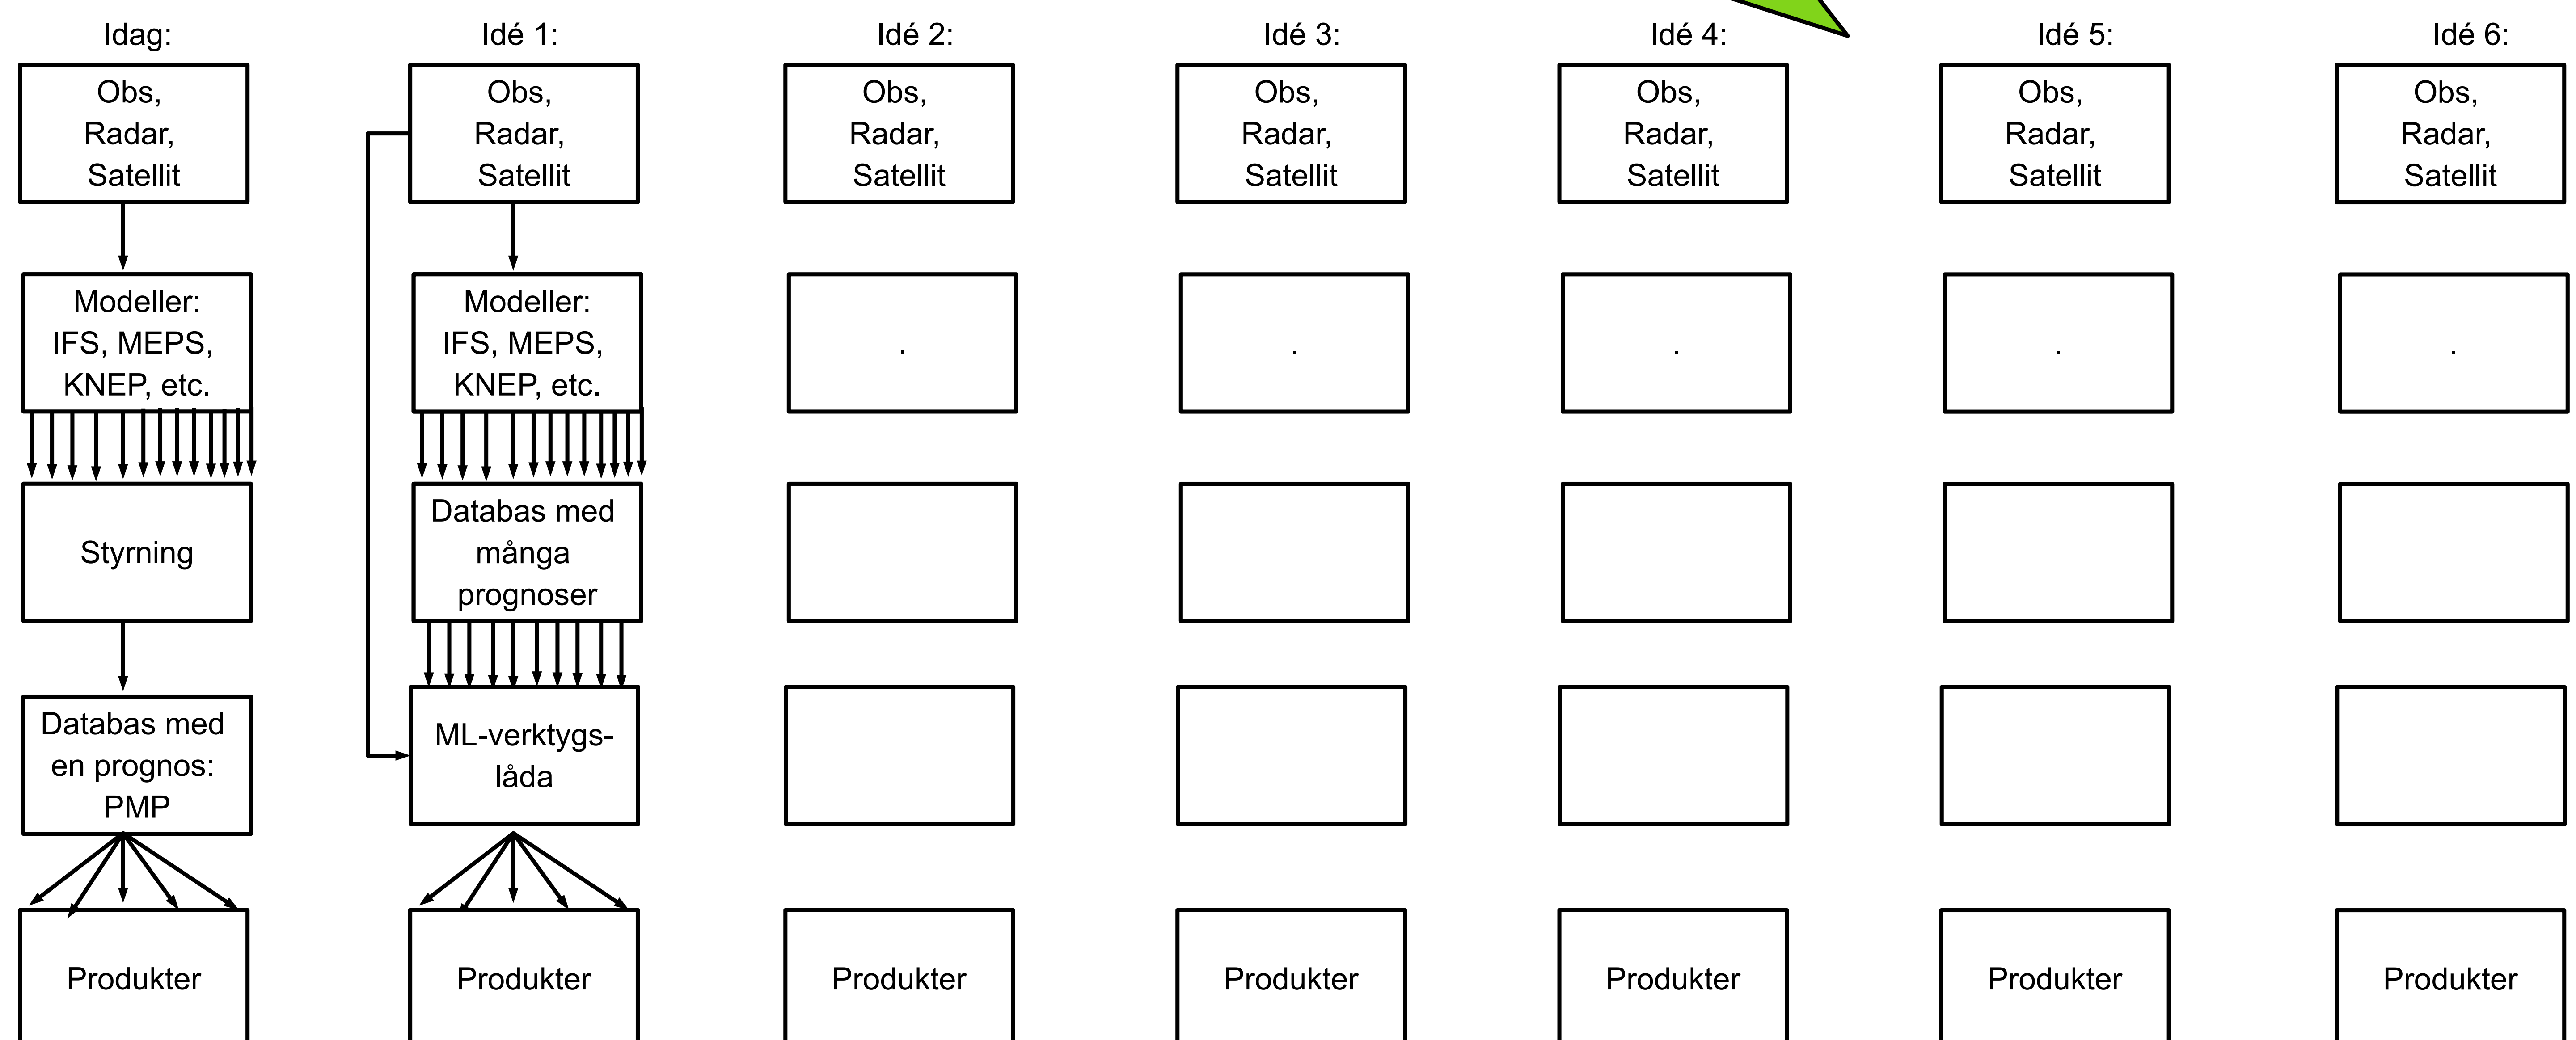 Idag:
Obs,
Radar,
Satellit
Modeller:
IFS, MEPS,
KNEP, etc.
Styrning
Databas med
en prognos:
PMP
Produkter
Idé 1:
Obs,
Radar,
Satellit
Modeller:
IFS, MEPS,
KNEP, etc.
Databas med
många
prognoser
ML-verktygs-
låda
Produkter
Idé 2:
Obs,
Radar,
Satellit
.
Produkter
Idé 3:
Obs,
Radar,
Satellit
.
Produkter
Idé 4:
Obs,
Radar,
Satellit
.
Produkter
Idé 5:
Obs,
Radar,
Satellit
.
Produkter
Idé 6:
Obs,
Radar,
Satellit
.
Produkter